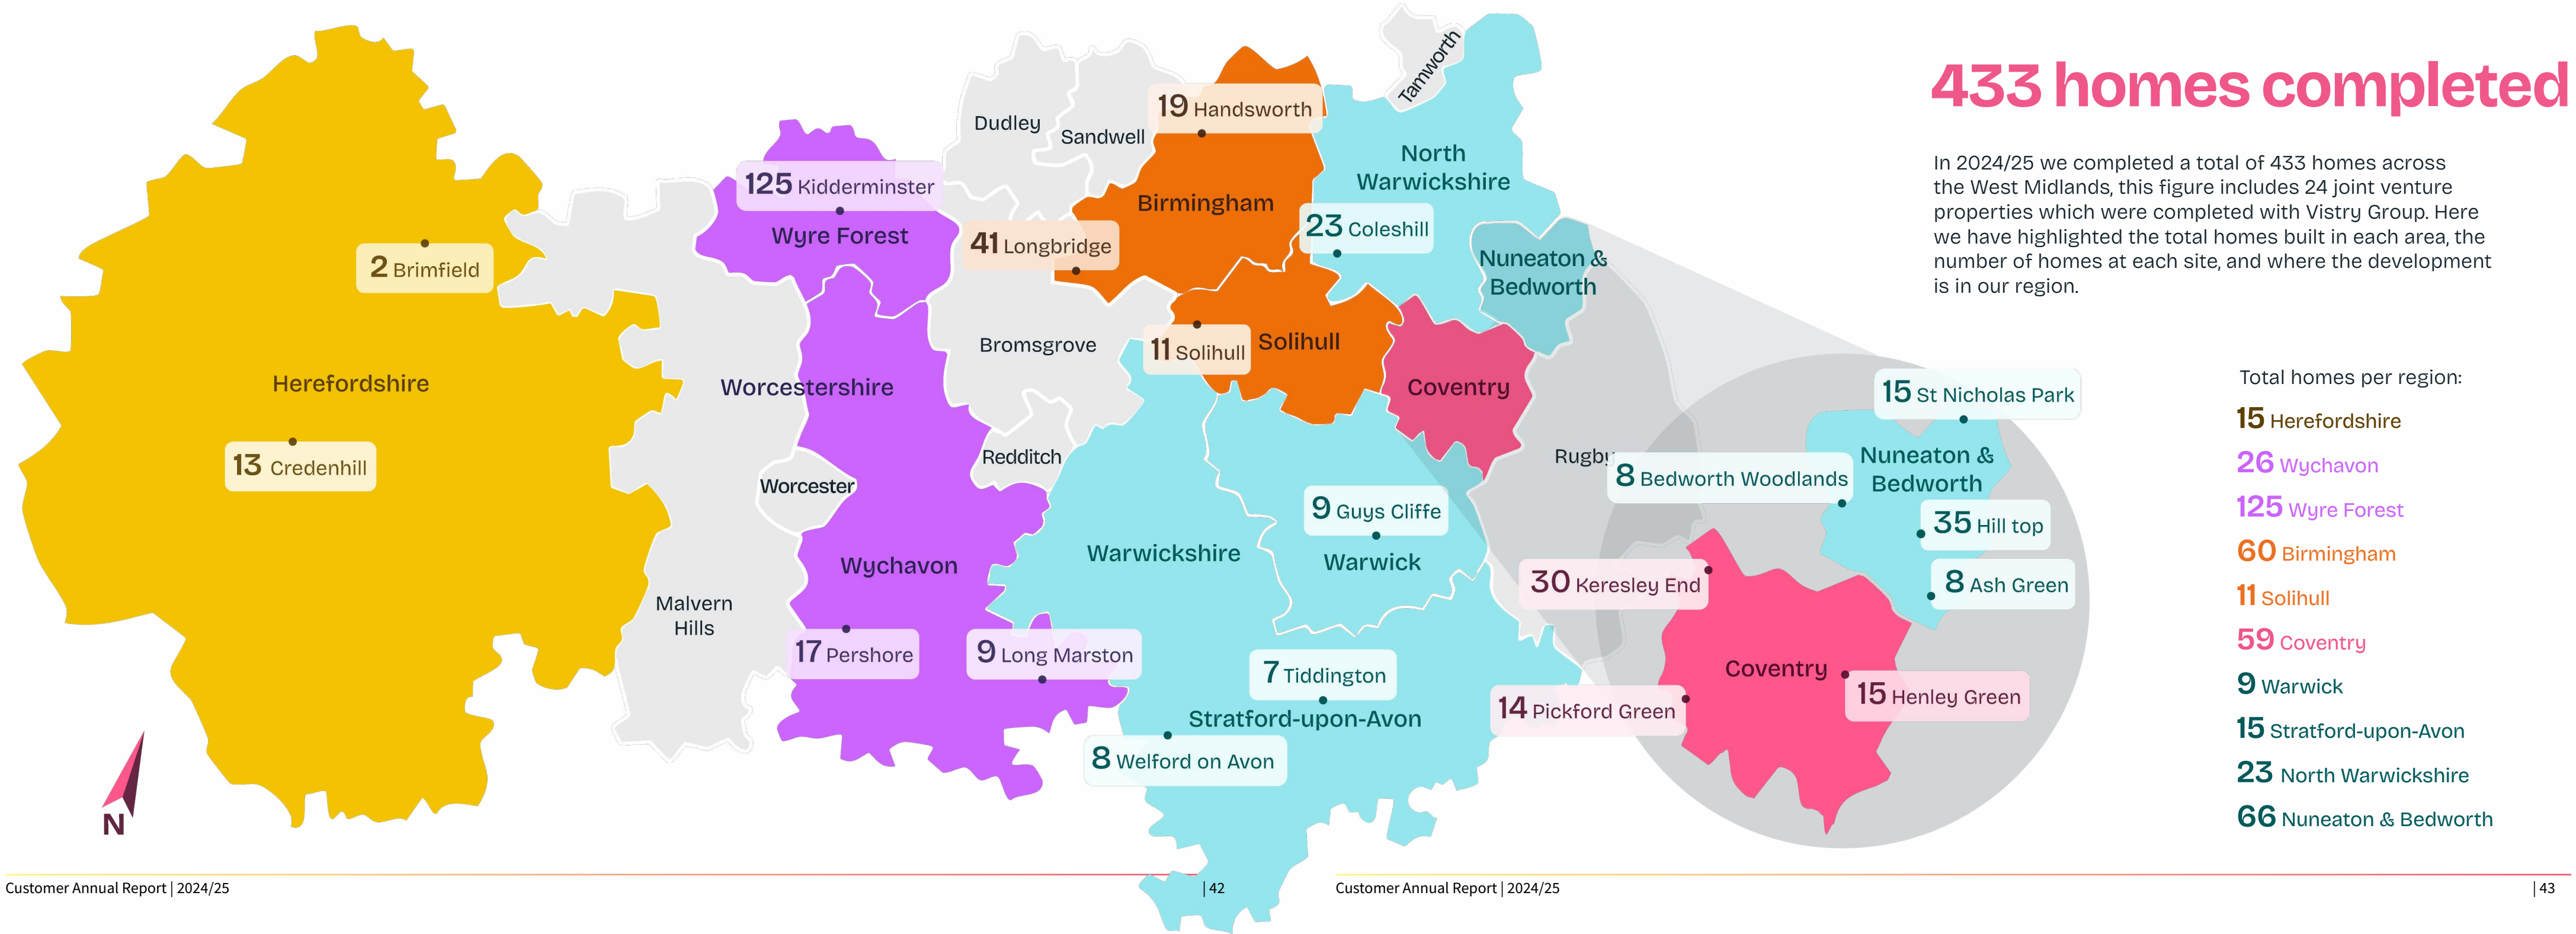 433 homes completed
In 2024/25 we completed a total of 433 homes across
the West Midlands, this figure includes 24 joint venture
properties which were completed with Vistry Group. Here
we have highlighted the total homes built in each area, the
number of homes at each site, and where the development
is in our region.
Total homes per region:
15 Herefordshire
26 Wychavon
125 Wyre Forest
60 Birmingham
11 Solihull
59 Coventry
9 Warwick
15 Stratford-upon-Avon
23 North Warwickshire
66 Nuneaton & Bedworth
Herefordshire
2 Brimfield
13 Credenhill
N
125 Kidderminster
Wyre Forest
Worcestershire
Worcester
Malvern
Hills
Wychavon
17 Pershore
9 Long Marston
Dudley
Sandwell
19 Handsworth
Birmingham
41 Longbridge
Bromsgrove
Redditch
11 Solihull
Solihull
Tamworth
North
Warwickshire
23 Coleshill
Nuneaton &
Bedworth
Coventry
Rugby
Warwickshire
9 Guys Cliffe
Warwick
7 Tiddington
Stratford-upon-Avon
8 Welford on Avon
15 St Nicholas Park
Nuneaton &
Bedworth
8 Bedworth Woodlands
35 Hill top
8 Ash Green
30 Keresley End
Coventry
15 Henley Green
14 Pickford Green
Customer Annual Report | 2024/25
| 42
Customer Annual Report | 2024/25
| 43